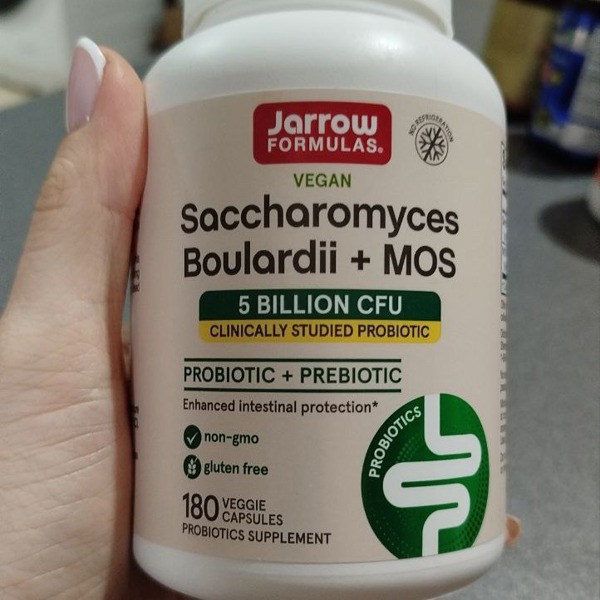 Jarrow
FORMULAS®
NO REFRIGERATION
VEGAN
Saccharomyces
Boulardii + MOS
5 BILLION CFU
CLINICALLY STUDIED PROBIOTIC
PROBIOTIC + PREBIOTIC
Enhanced intestinal protection*
non-gmo
gluten free
PROBIOTICS
180 VEGGIE
CAPSULES
PROBIOTICS SUPPLEMENT